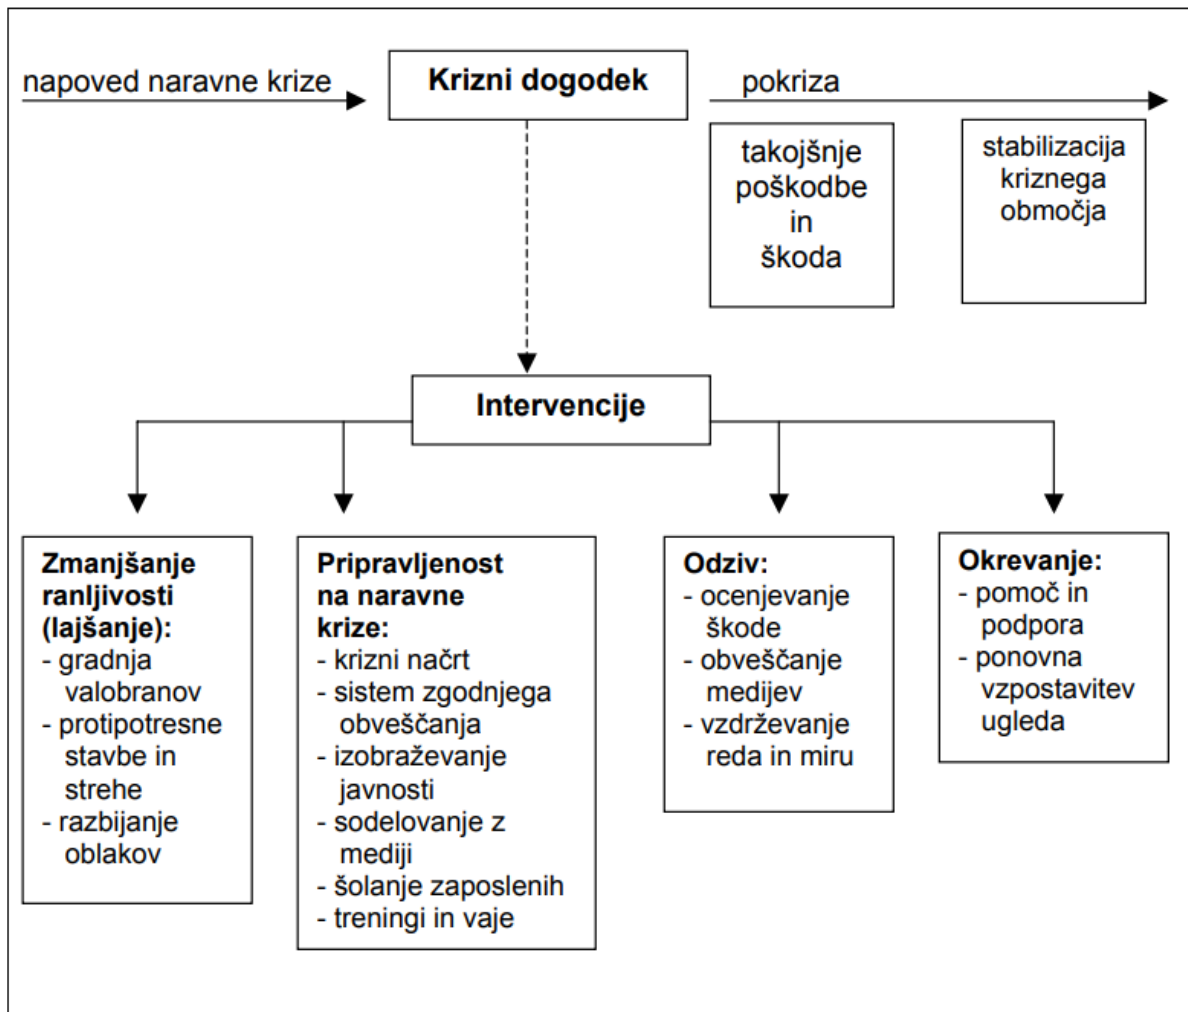 napoved naravne krize
Krizni dogodek
pokriza
takojšnje
poškodbe
in
škoda
stabilizacija
kriznega
območja
Intervencije
Zmanjšanje
ranljivosti
(lajšanje):
- gradnja
valobranov
- protipotresne
stavbe in
strehe
- razbijanje
oblakov
Pripravljenost
na naravne
krize:
- krizni načrt
- sistem zgodnjega
obveščanja
- izobraževanje
javnosti
- sodelovanje z
mediji
- šolanje zaposlenih
- treningi in vaje
Odziv:
- ocenjevanje
škode
- obveščanje
medijev
- vzdrževanje
reda in miru
Okrevanje:
- pomoč in
podpora
- ponovna
vzpostavitev
ugleda